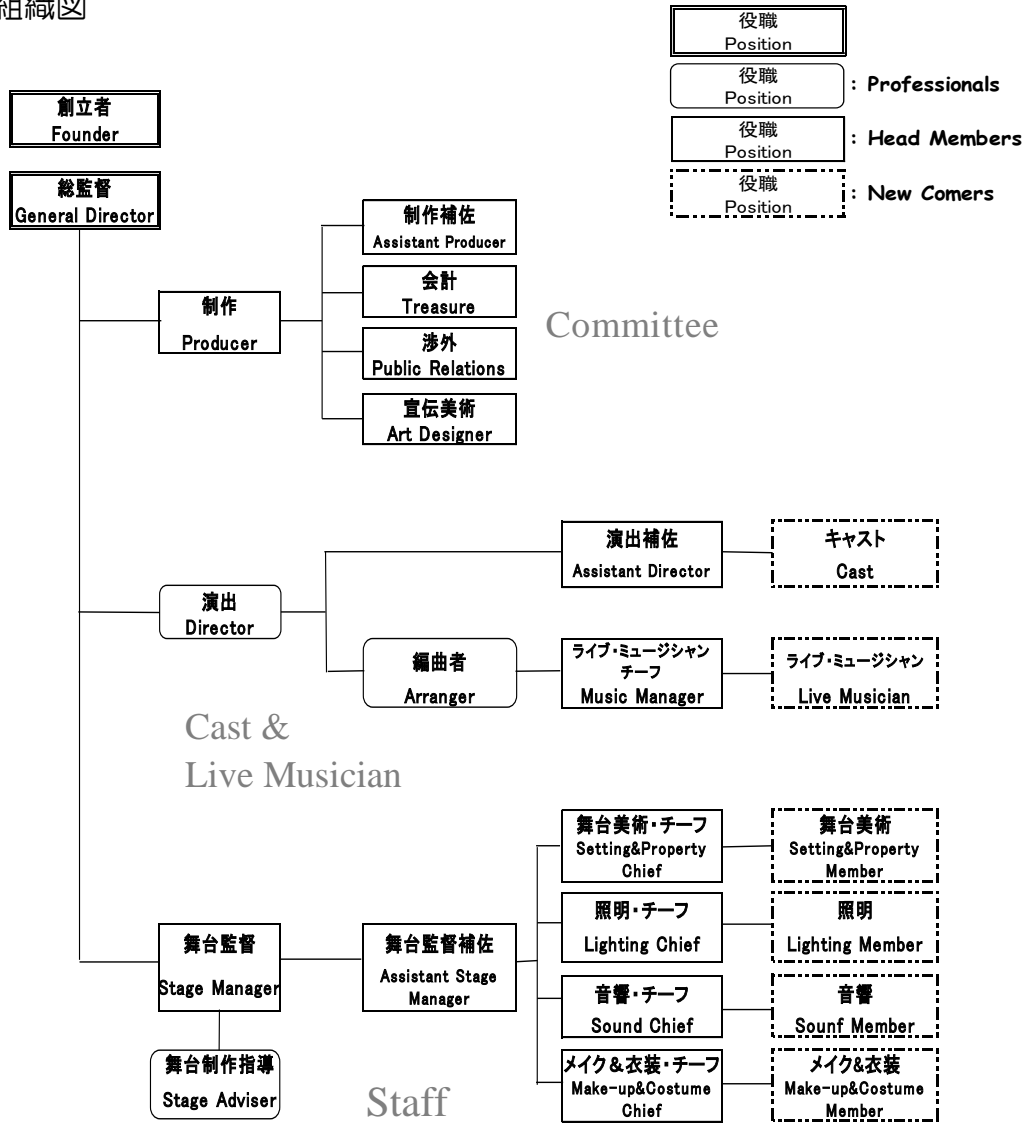 組織図
役職
Position
役職
Position
: Professionals
役職
Position
: Head Members
役職
Position
: New Comers
創立者
Founder
総監督
General Director
制作
Producer
制作補佐
Assistant Producer
会計
Treasure
渉外
Public Relations
宣伝美術
Art Designer
Committee
演出
Director
演出補佐
Assistant Director
キャスト
Cast
編曲者
Arranger
ライブ・ミュージシャン
チーフ
Music Manager
ライブ・ミュージシャン
Live Musician
Cast &
Live Musician
舞台監督
Stage Manager
舞台制作指導
Stage Adviser
舞台監督補佐
Assistant Stage
Manager
舞台美術・チーフ
Setting&Property
Chief
舞台美術
Setting&Property
Member
照明・チーフ
Lighting Chief
照明
Lighting Member
音響・チーフ
Sound Chief
音響
Sounf Member
メイク&衣装・チーフ
Make-up&Costume
Chief
メイク&衣装
Make-up&Costume
Member
Staff